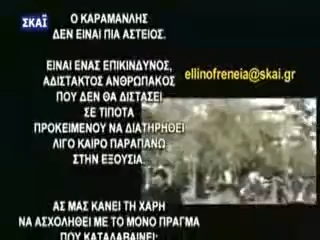 ΣΚΑΪ
Ο ΚΑΡΑΜΑΝΛΗΣ
ΔΕΝ ΕΙΝΑΙ ΠΙΑ ΑΣΤΕΙΟΣ.
ΕΙΝΑΙ ΕΝΑΣ ΕΠΙΚΙΝΔΥΝΟΣ,
ΑΔΙΣΤΑΚΤΟΣ ΑΝΘΡΩΠΑΚΟΣ
ΠΟΥ ΔΕΝ ΘΑ ΔΙΣΤΑΣΕΙ
ΣΕ ΤΙΠΟΤΑ
ΠΡΟΚΕΙΜΕΝΟΥ ΝΑ ΔΙΑΤΗΡΗΘΕΙ
ΛΙΓΟ ΚΑΙΡΟ ΠΑΡΑΠΑΝΩ
ΣΤΗΝ ΕΞΟΥΣΙΑ.
ellinofreneia@skai.gr
ΑΣ ΜΑΣ ΚΑΝΕΙ ΤΗ ΧΑΡΗ
ΝΑ ΑΣΧΟΛΗΘΕΙ ΜΕ ΤΟ ΜΟΝΟ ΠΡΑΓΜΑ
ΠΟΥ ΚΑΤΑΛΑΒΑΙΝΕΙ: